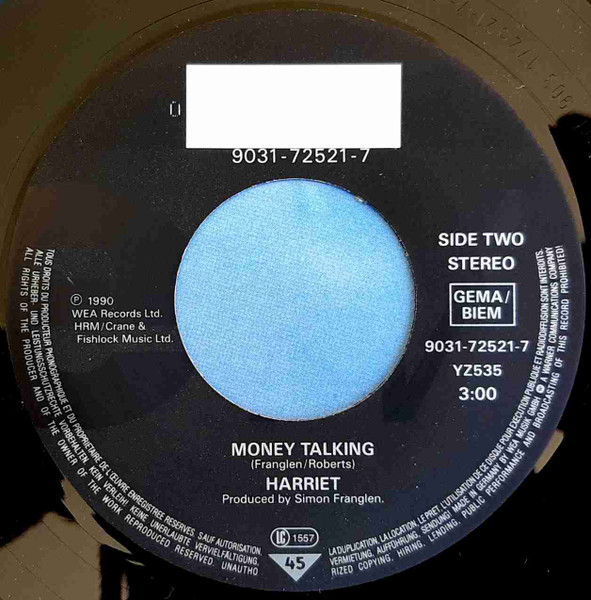 9031-72521-7
SIDE TWO
STEREO
GEMA/
BIEM
℗ 1990
WEA Records Ltd.
HRM/Crane &
Fishlock Music Ltd.
9031-72521-7
YZ535
3:00
MONEY TALKING
(Franglen/Roberts)
HARRIET
Produced by Simon Franglen.
LC 1557
45
TOUS DROITS DU PRODUCTEUR PHONOGRAPHIQUE ET DU PROPRIETAIRE DE L'ŒUVRE ENREGISTREE RESERVES. SAUF AUTORISATION, LA DUPLICATION, LA LOCATION, LE PRET, L'UTILISATION DE CE DISQUE POUR EXECUTION PUBLIQUE ET RADIODIFFUSION SONT INTERDITS.
ALLE URHEBER- UND LEISTUNGSSCHUTZRECHTE VORBEHALTEN. KEIN VERLEIH! KEINE UNERLAUBTE VERVIELFÄLTIGUNG, VERMIETUNG, AUFFÜHRUNG, SENDUNG! MADE IN GERMANY BY WEA MUSIK GMBH A WARNER COMMUNICATIONS COMPANY
ALL RIGHTS OF THE PRODUCER AND OF THE OWNER OF THE WORK REPRODUCED RESERVED. UNAUTHORIZED COPYING, HIRING, LENDING, PUBLIC PERFORMANCE AND BROADCASTING OF THIS RECORD PROHIBITED!